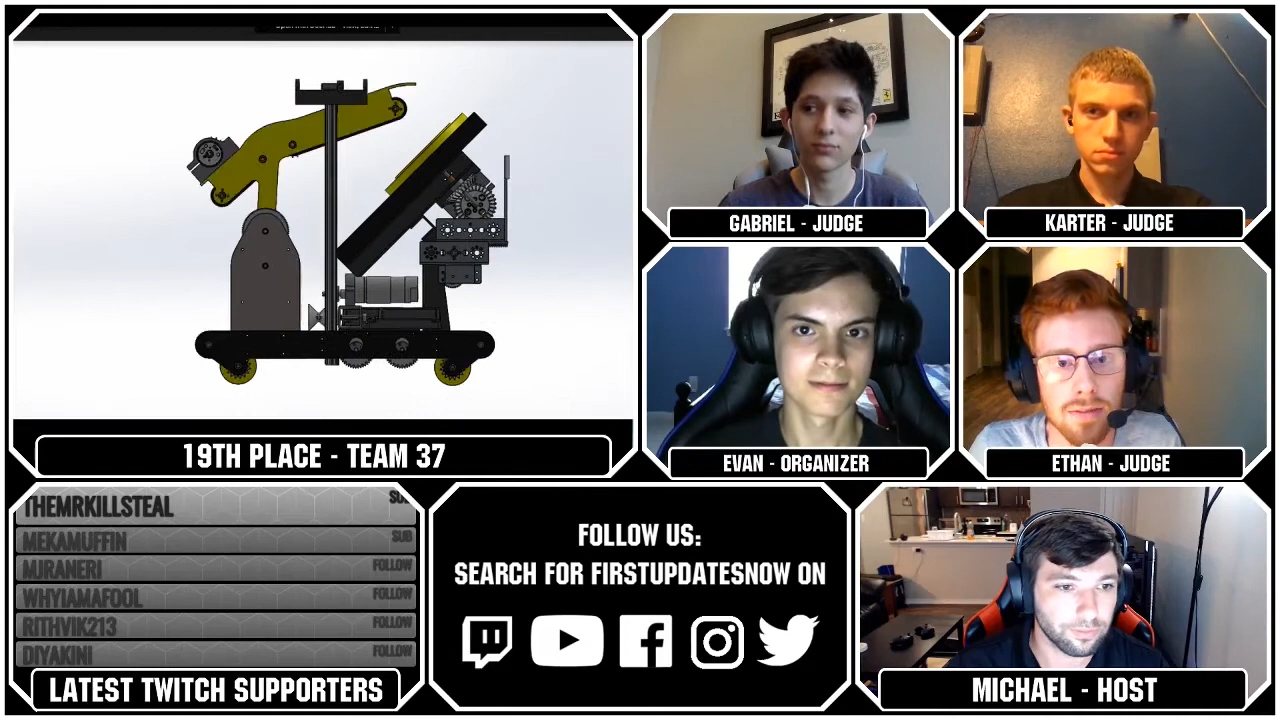 19TH PLACE - TEAM 37
GABRIEL - JUDGE
KARTER - JUDGE
EVAN - ORGANIZER
ETHAN - JUDGE
THEMRKILLSTEAL
MEKAMUFFIN SUB
MJRANERI FOLLOW
WHYIAMAFOOL FOLLOW
RITHVIK213 FOLLOW
DIYAKINI FOLLOW
LATEST TWITCH SUPPORTERS
FOLLOW US:
SEARCH FOR FIRSTUPDATESNOW ON
MICHAEL - HOST